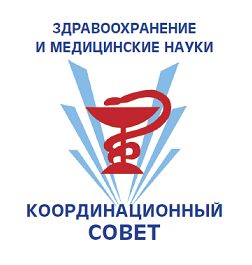 ЗДРАВООХРАНЕНИЕ
И МЕДИЦИНСКИЕ НАУКИ
КООРДИНАЦИОННЫЙ
СОВЕТ